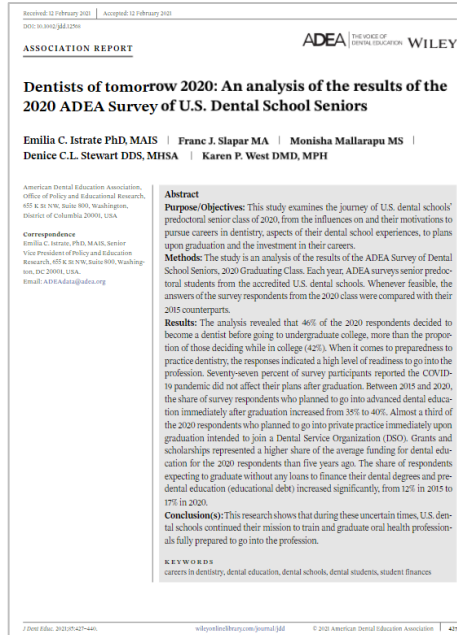 Received: 12 February 2021 | Accepted: 12 February 2021
DOI: 10.1002/jdd.12568
ASSOCIATION REPORT
ADEA THE VOICE OF DENTAL EDUCATION WILEY
Dentists of tomorrow 2020: An analysis of the results of the
2020 ADEA Survey of U.S. Dental School Seniors
Emilia C. Istrate PhD, MAIS | Franc J. Slapar MA | Monisha Mallarapu MS |
Denice C.L. Stewart DDS, MHSA | Karen P. West DMD, MPH
American Dental Education Association,
Office of Policy and Educational Research,
655 K St NW, Suite 800, Washington,
District of Columbia 20001, USA
Correspondence
Emilia C. Istrate, PhD, MAIS, Senior
Vice President of Policy and Education
Research, 655 K St NW, Suite 800, Washing-
ton, DC 20001, USA.
Email: ADEAdata@adea.org
Abstract
Purpose/Objectives: This study examines the journey of U.S. dental schools'
predoctoral senior class of 2020, from the influences on and their motivations to
pursue careers in dentistry, aspects of their dental school experiences, to plans
upon graduation and the investment in their careers.
Methods: The study is an analysis of the results of the ADEA Survey of Dental
School Seniors, 2020 Graduating Class. Each year, ADEA surveys senior predoc-
toral students from the accredited U.S. dental schools. Whenever feasible, the
answers of the survey respondents from the 2020 class were compared with their
2015 counterparts.
Results: The analysis revealed that 46% of the 2020 respondents decided to
become a dentist before going to undergraduate college, more than the propor-
tion of those deciding while in college (42%). When it comes to preparedness to
practice dentistry, the responses indicated a high level of readiness to go into the
profession. Seventy-seven percent of survey participants reported the COVID-
19 pandemic did not affect their plans after graduation. Between 2015 and 2020,
the share of survey respondents who planned to go into advanced dental educa-
tion immediately after graduation increased from 35% to 40%. Almost a third of
the 2020 respondents who planned to go into private practice immediately upon
graduation intended to join a Dental Service Organization (DSO). Grants and
scholarships represented a higher share of the average funding for dental edu-
cation for the 2020 respondents than five years ago. The share of respondents
expecting to graduate without any loans to finance their dental degrees and pre-
dental education (educational debt) increased significantly, from 12% in 2015 to
17% in 2020.
Conclusion(s): This research shows that during these uncertain times, U.S. den-
tal schools continued their mission to train and graduate oral health profession-
als fully prepared to go into the profession.
KEYWORDS
careers in dentistry, dental education, dental schools, dental students, student finances
J Dent Educ. 2021;85:427–440. wileyonlinelibrary.com/journal/jdd © 2021 American Dental Education Association